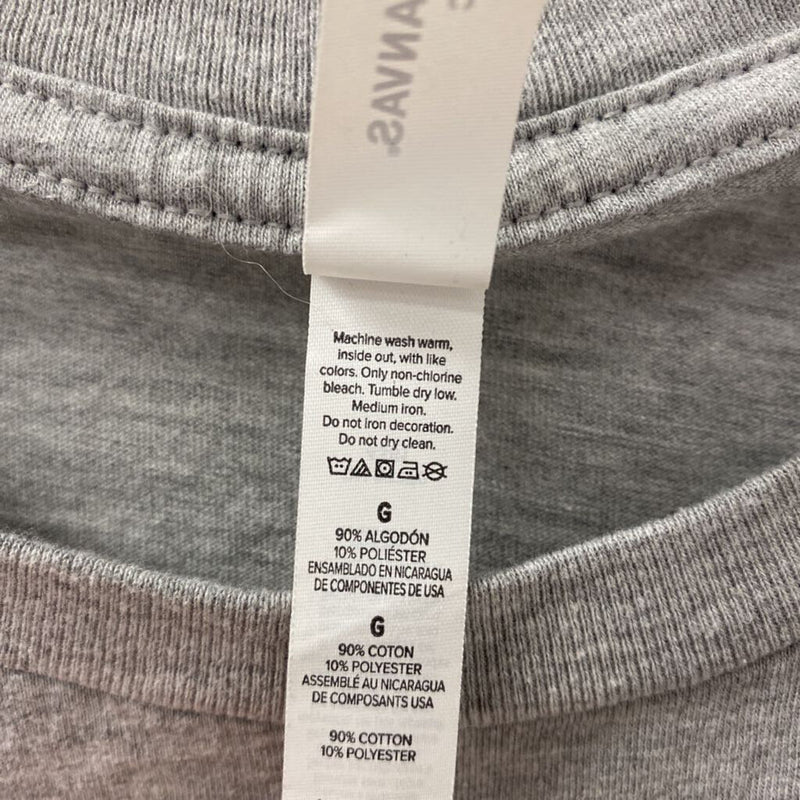 ANVAS.
Machine wash warm,
inside out, with like
colors. Only non-chlorine
bleach. Tumble dry low.
Medium iron.
Do not iron decoration.
Do not dry clean.
G
90% ALGODÓN
10% POLIÉSTER
ENSAMBLADO EN NICARAGUA
DE COMPONENTES DE USA
G
90% COTON
10% POLYESTER
ASSEMBLÉ AU NICARAGUA
DE COMPOSANTS USA
90% COTTON
10% POLYESTER